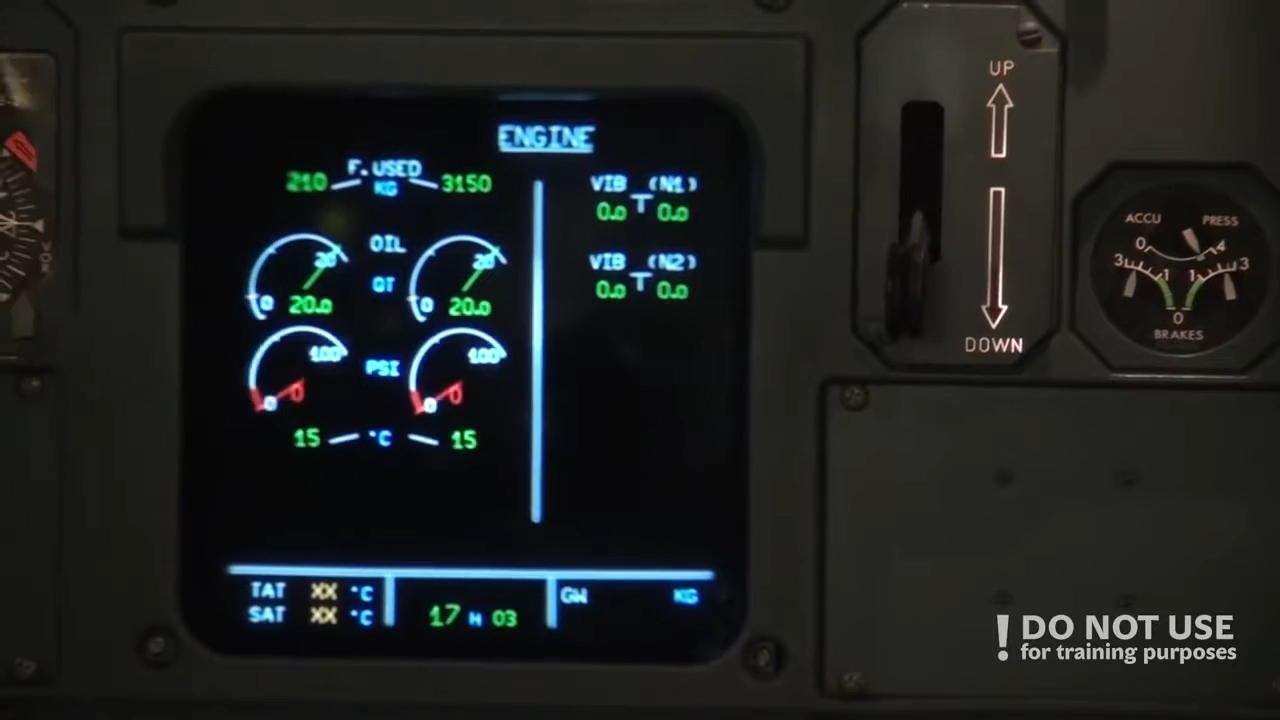 ENGINE
F.USED
210 KG 3150
VIB (N1)
0.0 0.0
OIL
20 20
QT
0 20.0 0 20.0
VIB (N2)
0.0 0.0
100 100
PSI
0 0 0 0
15 °C 15
TAT XX °C
SAT XX °C
17 H 03
GW KG
UP
DOWN
ACCU PRESS
0 4
3 1 1 3
0
BRAKES
! DO NOT USE
for training purposes